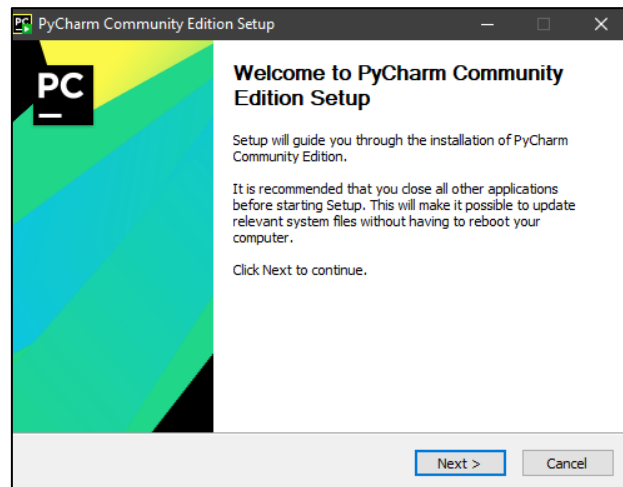 PyCharm Community Edition Setup
PC
Welcome to PyCharm Community
Edition Setup
Setup will guide you through the installation of PyCharm
Community Edition.
It is recommended that you close all other applications
before starting Setup. This will make it possible to update
relevant system files without having to reboot your
computer.
Click Next to continue.
Next >
Cancel